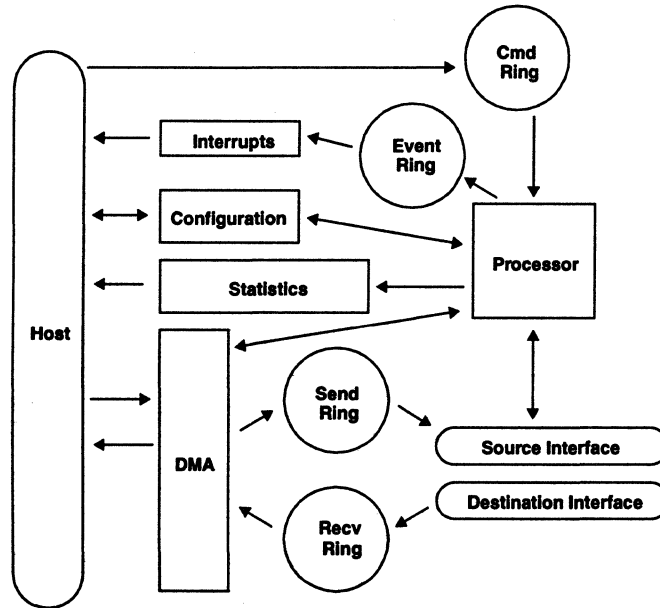 Cmd
Ring
Interrupts
Event
Ring
Configuration
Processor
Statistics
Host
Send
Ring
Source Interface
DMA
Destination Interface
Recv
Ring